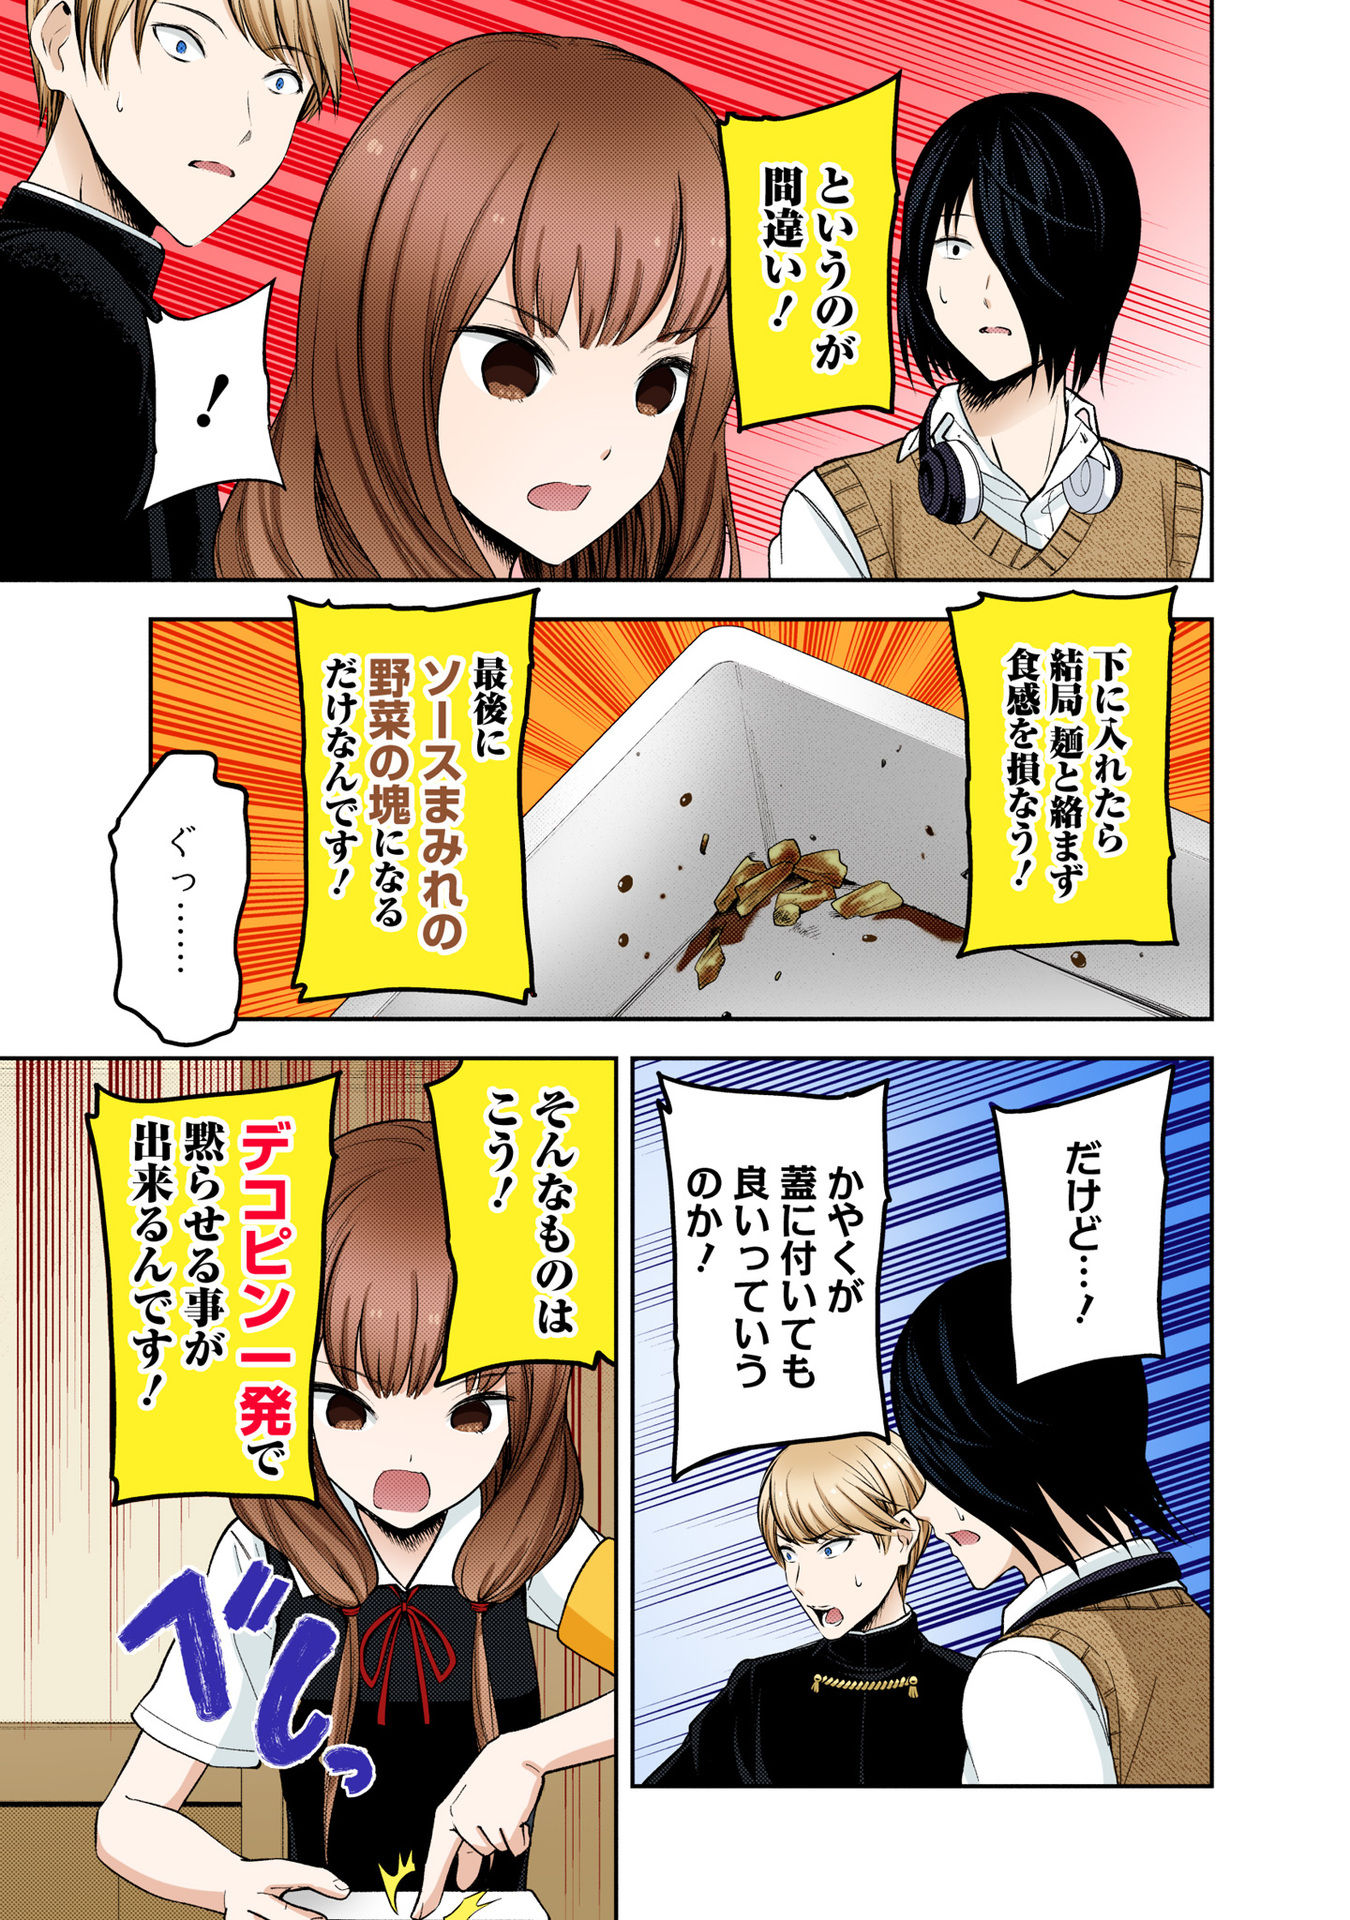 というのが
間違い！
！
下に入れたら
結局 麺と絡まず
食感を損なう！
最後に
ソースまみれの
野菜の塊になる
だけなんです！
ぐっ……
だけど…！
かやくが
蓋に付いても
良いっていう
のか！
そんなものは
こう！
デコピン一発で
黙らせる事が
出来るんです！
べしっ